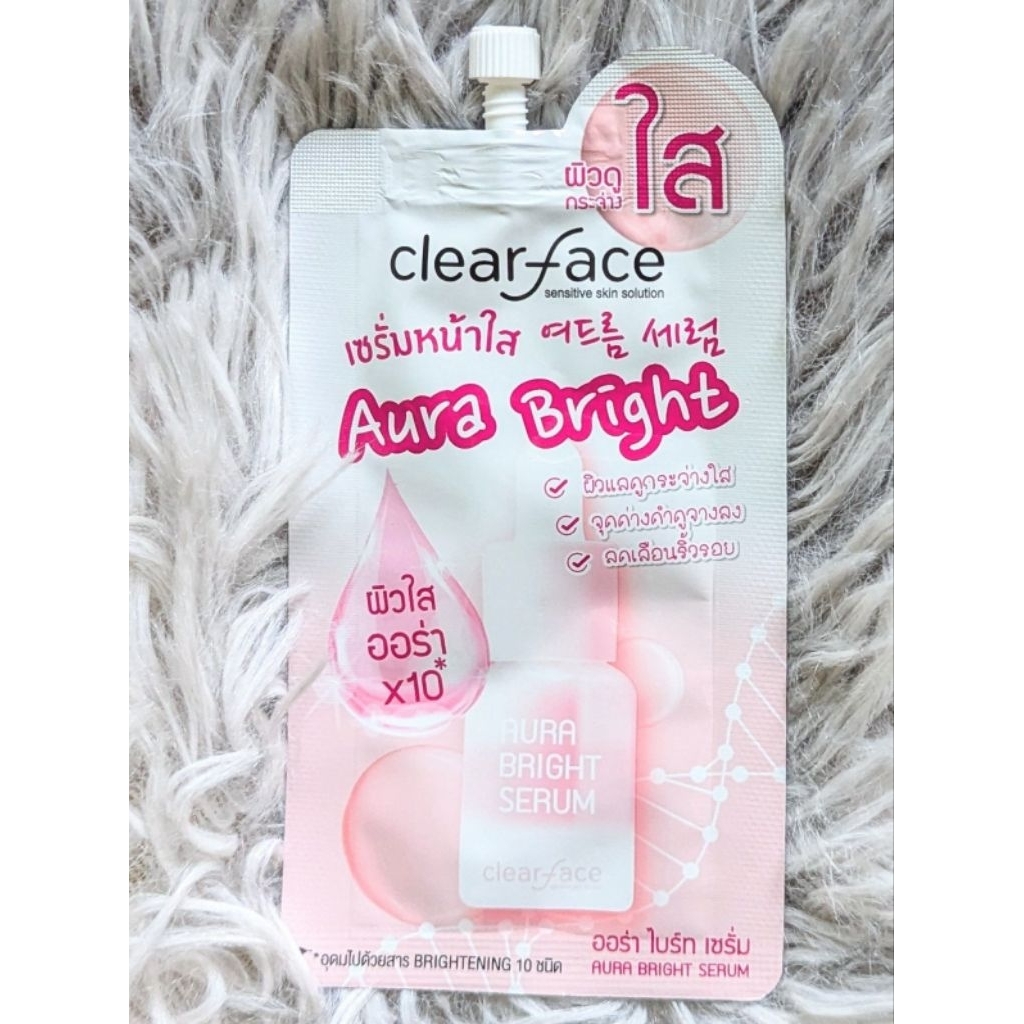 ผิวดู
กระจ่าง
ใส
clearface
sensitive skin solution
เซรั่มหน้าใส 여드름 세럼
Aura Bright
ผิวแลดูกระจ่างใส
จุดด่างดำดูจางลง
ลดเลือนริ้วรอย
ผิวใส
ออร่า
x10*
AURA
BRIGHT
SERUM
clearface
ออร่า ไบร์ท เซรั่ม
AURA BRIGHT SERUM
*อุดมไปด้วยสาร BRIGHTENING 10 ชนิด